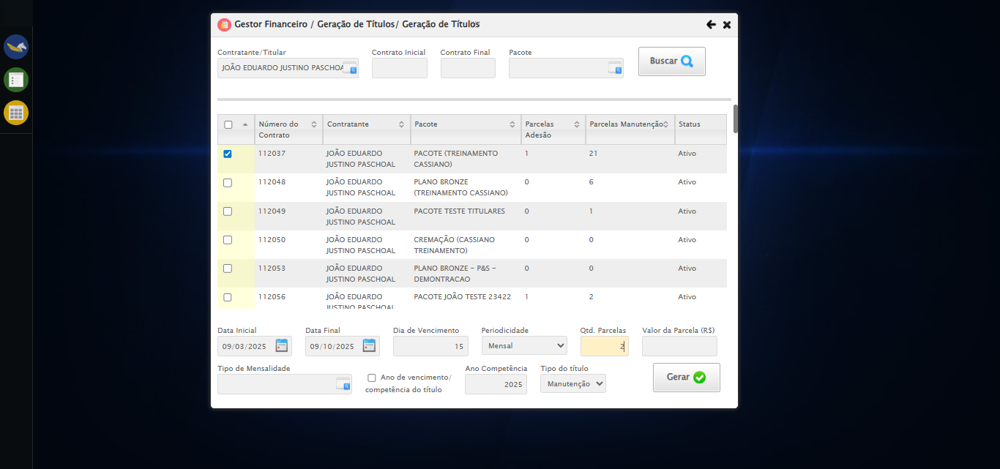 Gestor Financeiro / Geração de Títulos/ Geração de Títulos
Contratante/Titular
Contrato Inicial
Contrato Final
Pacote
JOÃO EDUARDO JUSTINO PASCHOA
Buscar
Número do Contrato
Contratante
Pacote
Parcelas Adesão
Parcelas Manutenção
Status
112037 JOÃO EDUARDO PACOTE (TREINAMENTO 1 21 Ativo
JUSTINO PASCHOAL CASSIANO)
112048 JOÃO EDUARDO PLANO BRONZE 0 6 Ativo
JUSTINO PASCHOAL (TREINAMENTO CASSIANO)
112049 JOÃO EDUARDO PACOTE TESTE TITULARES 0 1 Ativo
JUSTINO PASCHOAL
112050 JOÃO EDUARDO CREMAÇÃO (CASSIANO 0 0 Ativo
JUSTINO PASCHOAL TREINAMENTO)
112053 JOÃO EDUARDO PLANO BRONZE - P&S - 0 0 Ativo
JUSTINO PASCHOAL DEMONTRACAO
112056 JOÃO EDUARDO PACOTE JOÃO TESTE 23422 1 2 Ativo
JUSTINO PASCHOAL
Data Inicial
Data Final
Dia de Vencimento
Periodicidade
Qtd. Parcelas
Valor da Parcela (R$)
09/03/2025
09/10/2025
15
Mensal
2
Tipo de Mensalidade
Ano de vencimento/
competência do título
Ano Competência
2025
Tipo do título
Manutenção
Gerar